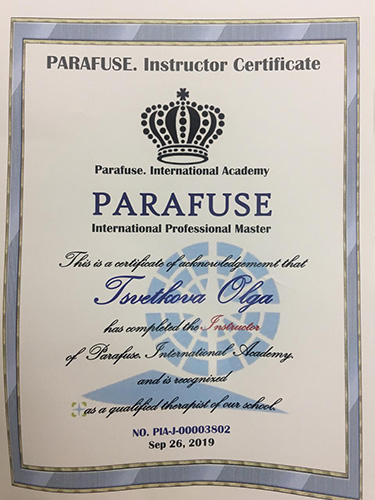 PARAFUSE. Instructor Certificate
Parafuse. International Academy
PARAFUSE
International Professional Master
This is a certificate of acknowledgememt that
Tsvetkova Olga
has completed the Instructor
of Parafuse. International Academy.
and is recognized
as a qualified therapist of our school.
NO. PIA-J-00003802
Sep 26, 2019